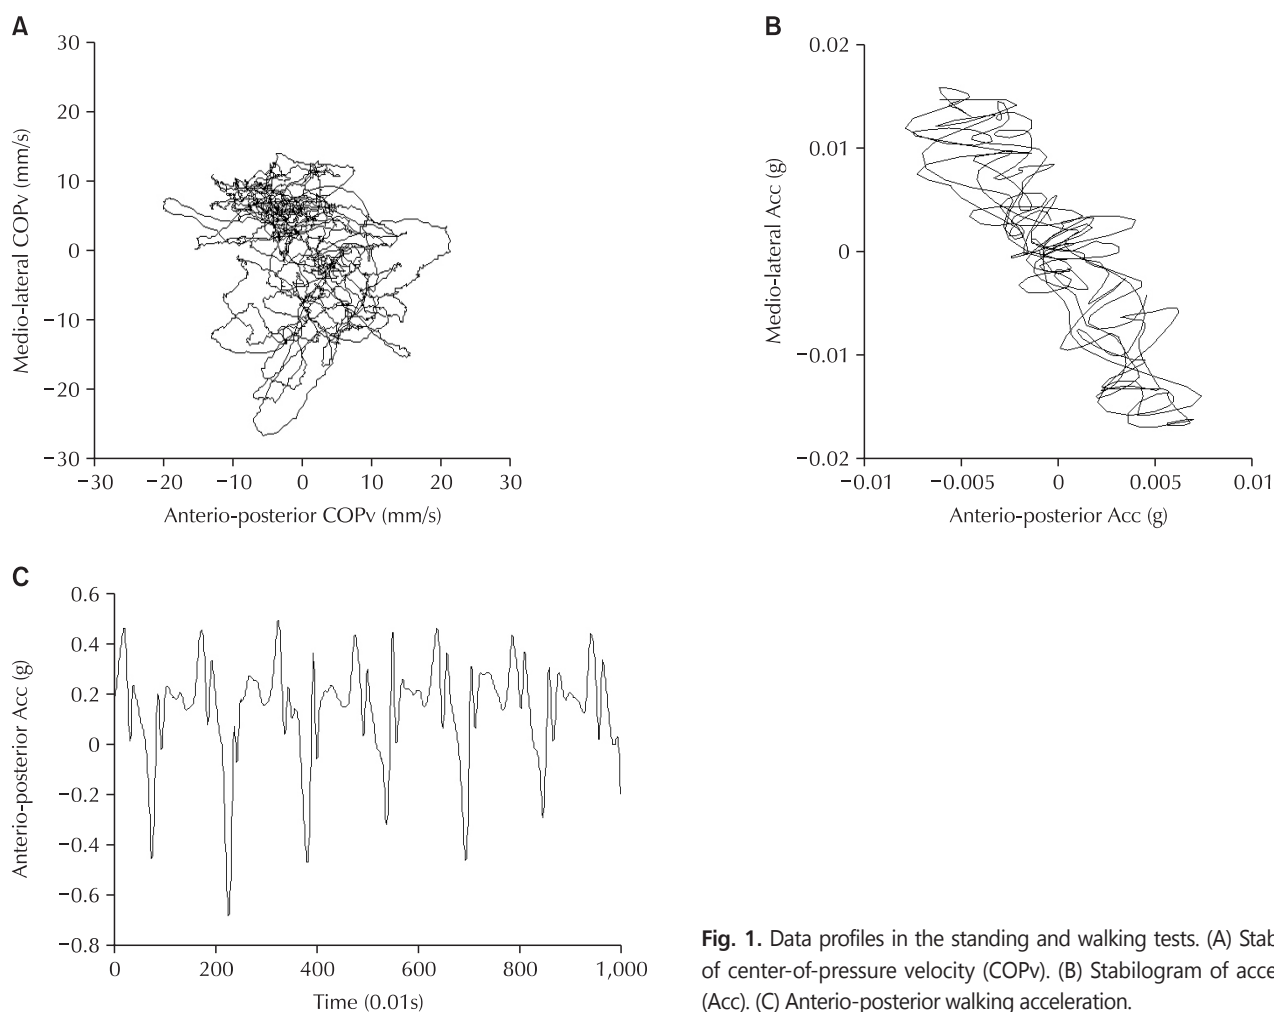 A
30
20
10
0
−10
−20
−30
Medio-lateral COPv (mm/s)
−30 −20 −10 0 10 20 30
Anterio-posterior COPv (mm/s)
B
0.02
0.01
0
−0.01
−0.02
Medio-lateral Acc (g)
−0.01 −0.005 0 0.005 0.01
Anterio-posterior Acc (g)
C
0.6
0.4
0.2
0
−0.2
−0.4
−0.6
−0.8
Anterio-posterior Acc (g)
0 200 400 600 800 1,000
Time (0.01s)
Fig. 1. Data profiles in the standing and walking tests. (A) Stab
of center-of-pressure velocity (COPv). (B) Stabilogram of acce
(Acc). (C) Anterio-posterior walking acceleration.